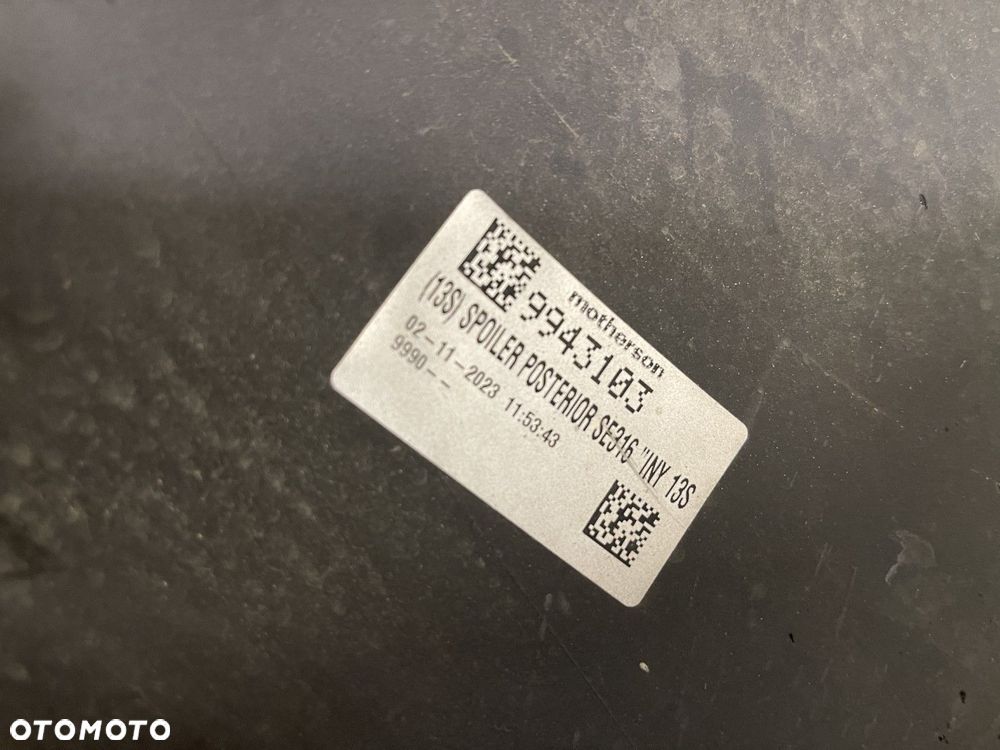 motherson
9943103
(13S) SPOILER POSTERIOR SE316 "INY 13S
02-11-2023 11:53:43
9990--
OTOMOTO